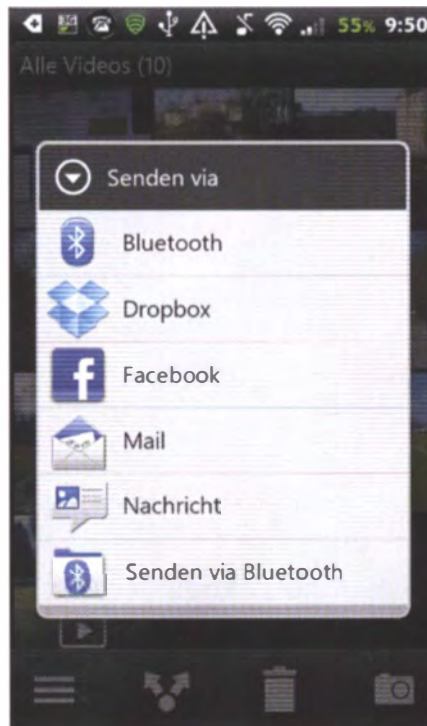 55% 9:50
Alle Videos (10)
Senden via
Bluetooth
Dropbox
Facebook
Mail
Nachricht
Senden via Bluetooth